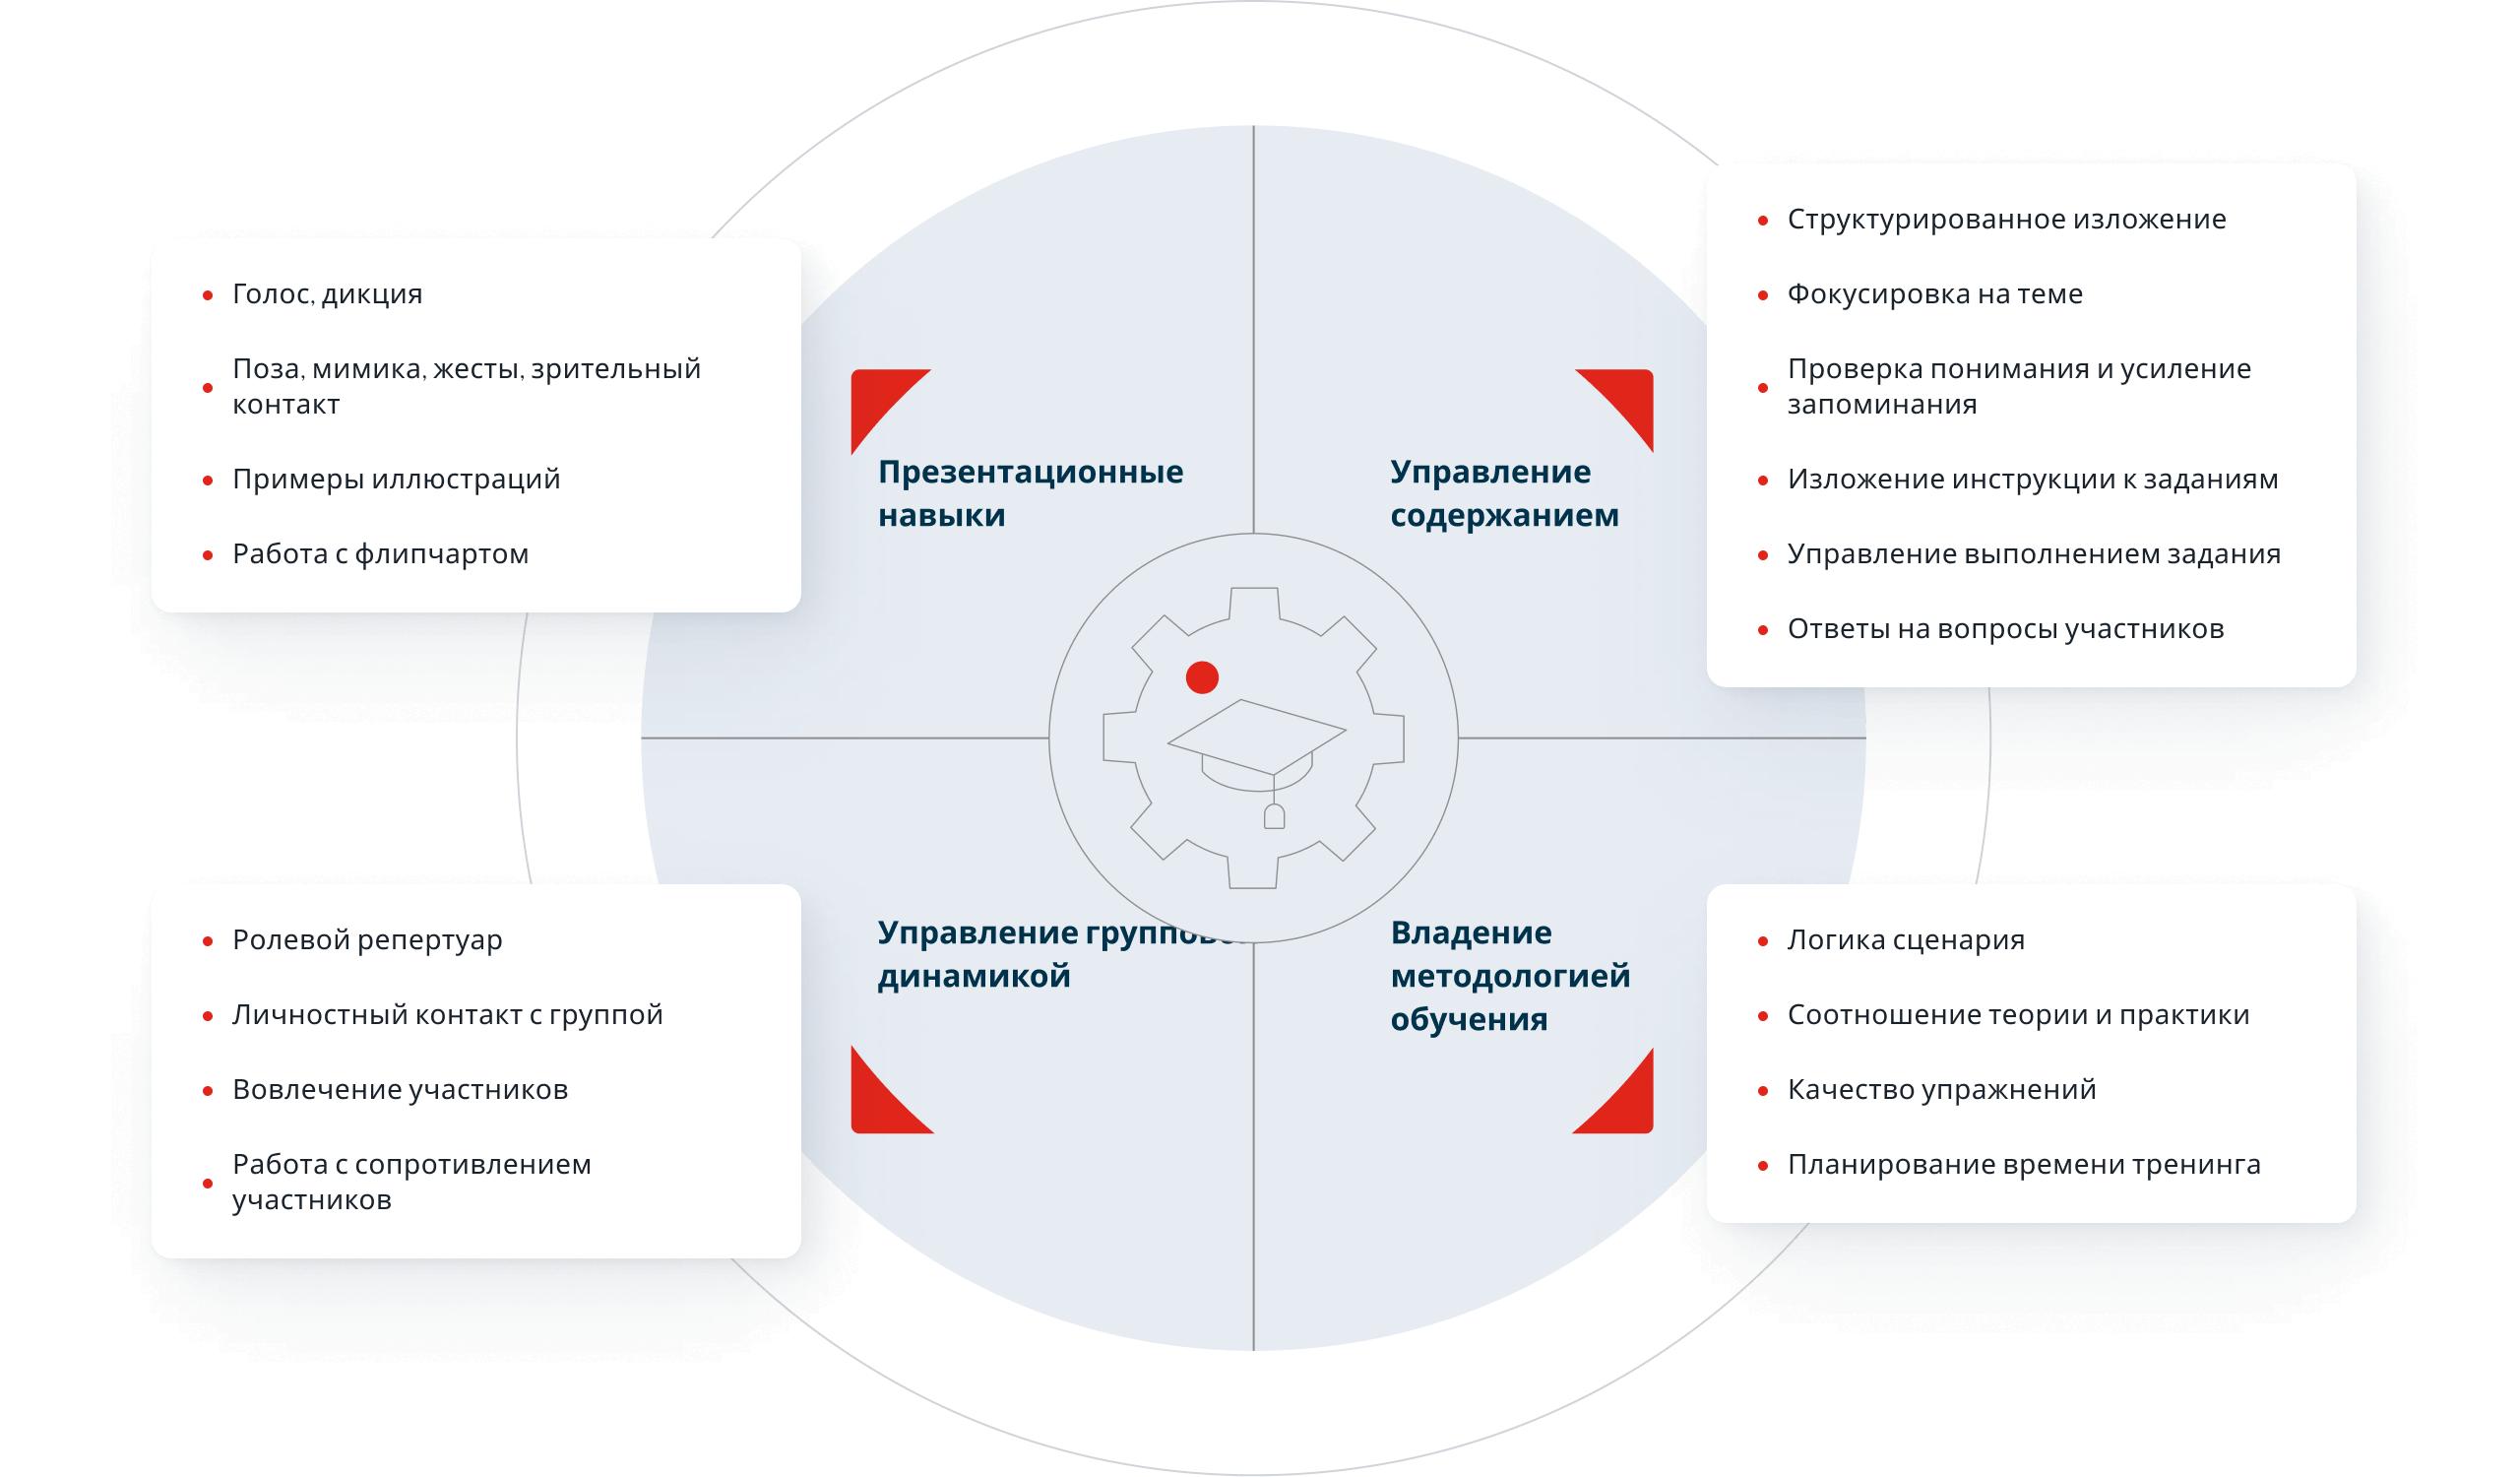 Голос, дикция
Поза, мимика, жесты, зрительный
контакт
Примеры иллюстраций
Работа с флипчартом
Презентационные
навыки
Управление
содержанием
Структурированное изложение
Фокусировка на теме
Проверка понимания и усиление
запоминания
Изложение инструкции к заданиям
Управление выполнением задания
Ответы на вопросы участников
Ролевой репертуар
Личностный контакт с группой
Вовлечение участников
Работа с сопротивлением
участников
Управление
динамикой
Владение
методологией
обучения
Логика сценария
Соотношение теории и практики
Качество упражнений
Планирование времени тренинга